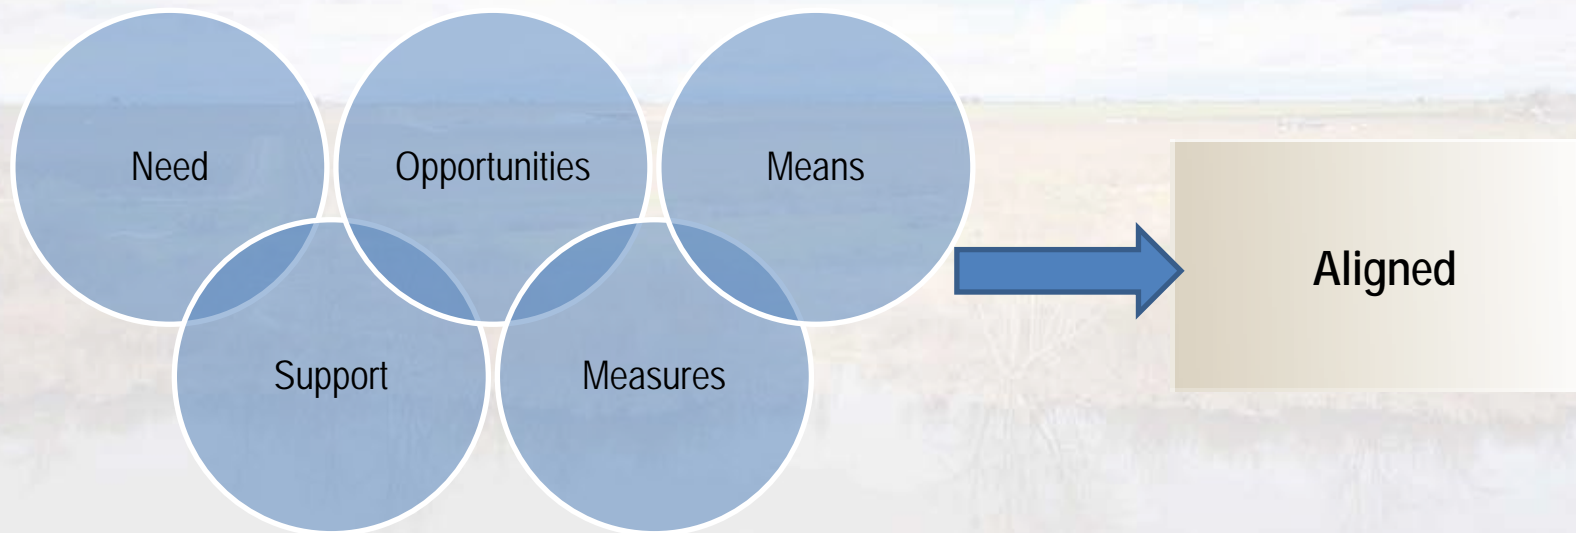 Need
Opportunities
Means
Support
Measures
Aligned